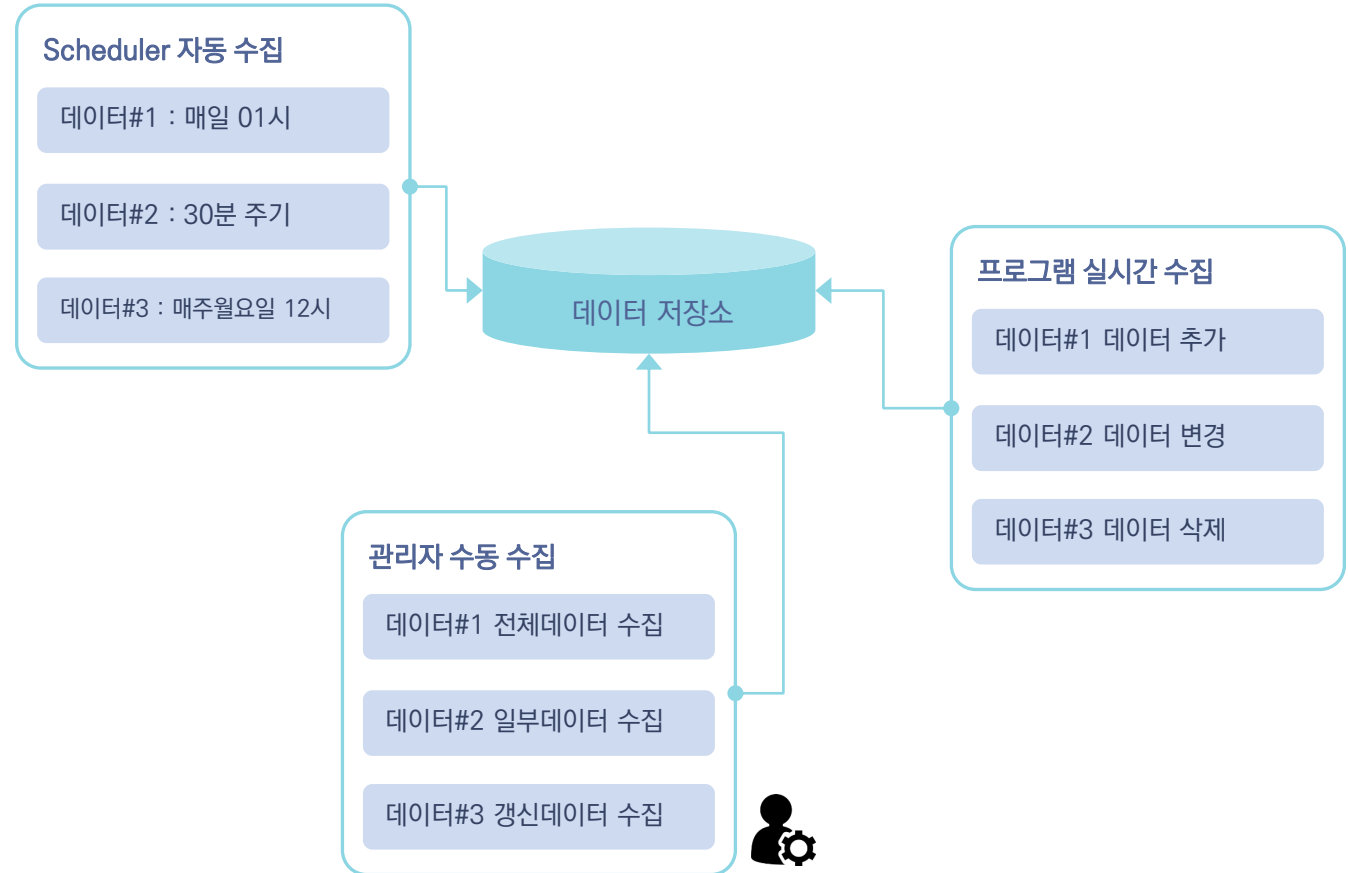 Scheduler 자동 수집
데이터#1 : 매일 01시
데이터#2 : 30분 주기
데이터#3 : 매주월요일 12시
데이터 저장소
프로그램 실시간 수집
데이터#1 데이터 추가
데이터#2 데이터 변경
데이터#3 데이터 삭제
관리자 수동 수집
데이터#1 전체데이터 수집
데이터#2 일부데이터 수집
데이터#3 갱신데이터 수집